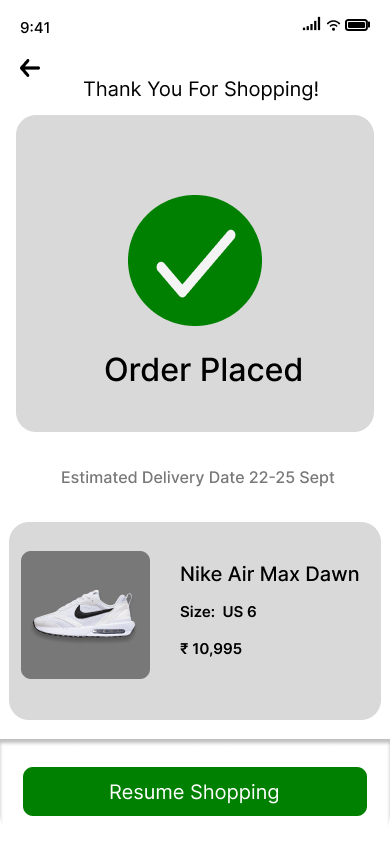 9:41
Thank You For Shopping!
Order Placed
Estimated Delivery Date 22-25 Sept
Nike Air Max Dawn
Size:  US 6
₹ 10,995
Resume Shopping